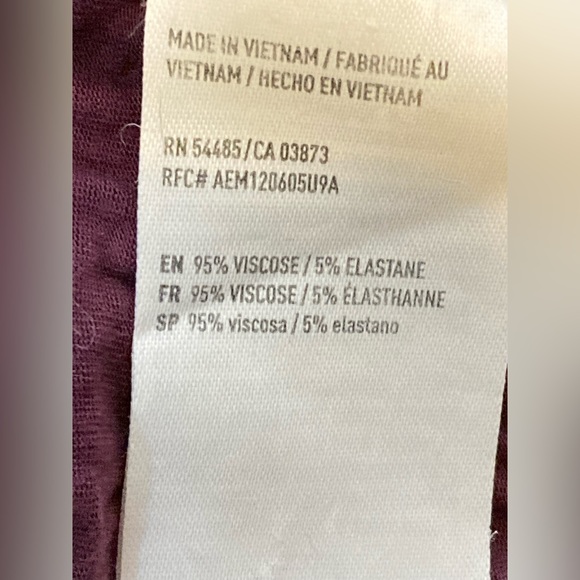 MADE IN VIETNAM / FABRIQUÉ AU
VIETNAM / HECHO EN VIETNAM
RN 54485/CA 03873
RFC# AEM120605U9A
EN 95% VISCOSE / 5% ELASTANE
FR 95% VISCOSE / 5% ÉLASTHANNE
SP 95% viscosa / 5% elastano